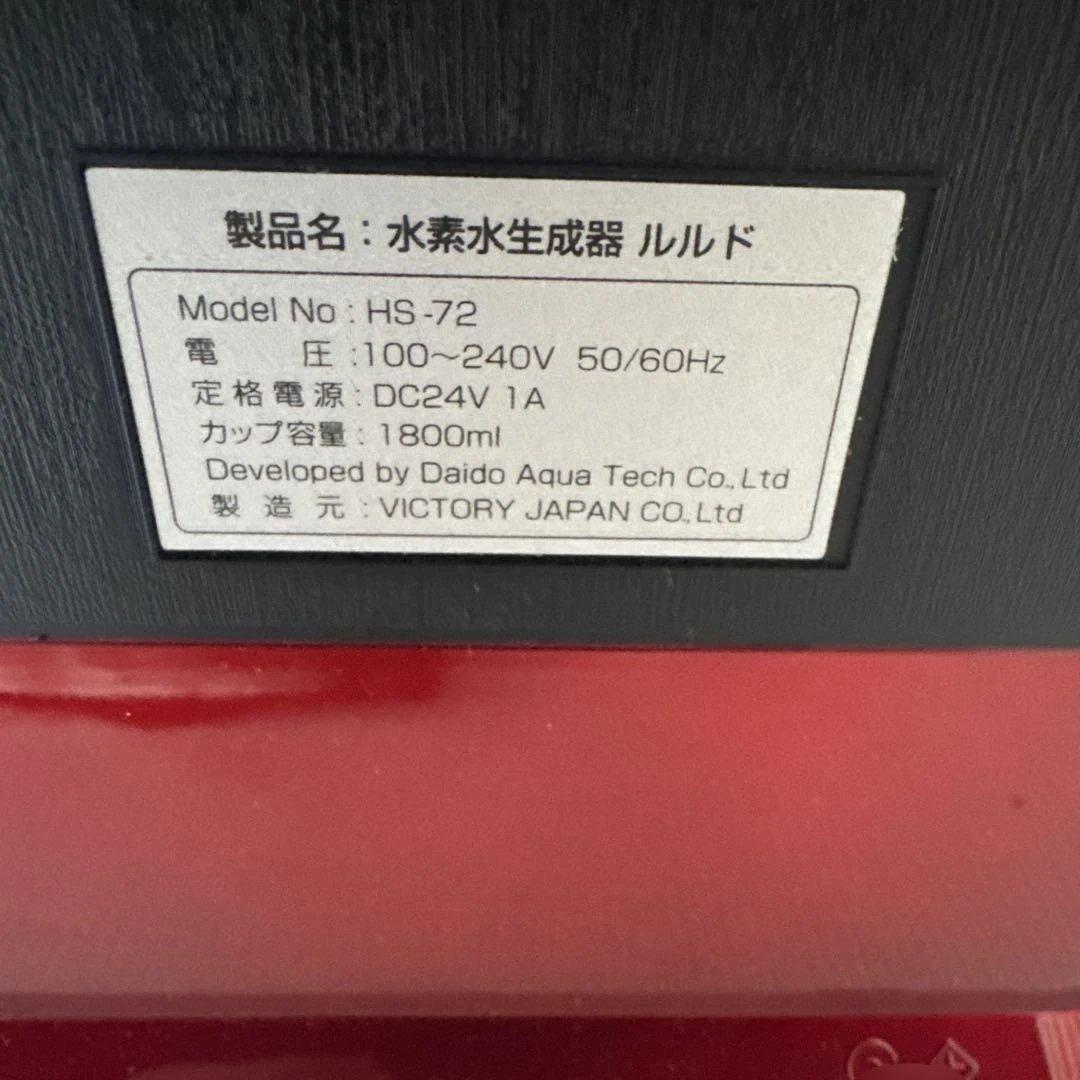 製品名：水素水生成器 ルルド
Model No : HS-72
電　圧 :100～240V 50/60Hz
定格電源 : DC24V 1A
カップ容量 : 1800ml
Developed by Daido Aqua Tech Co.,Ltd
製造元 : VICTORY JAPAN CO.,Ltd